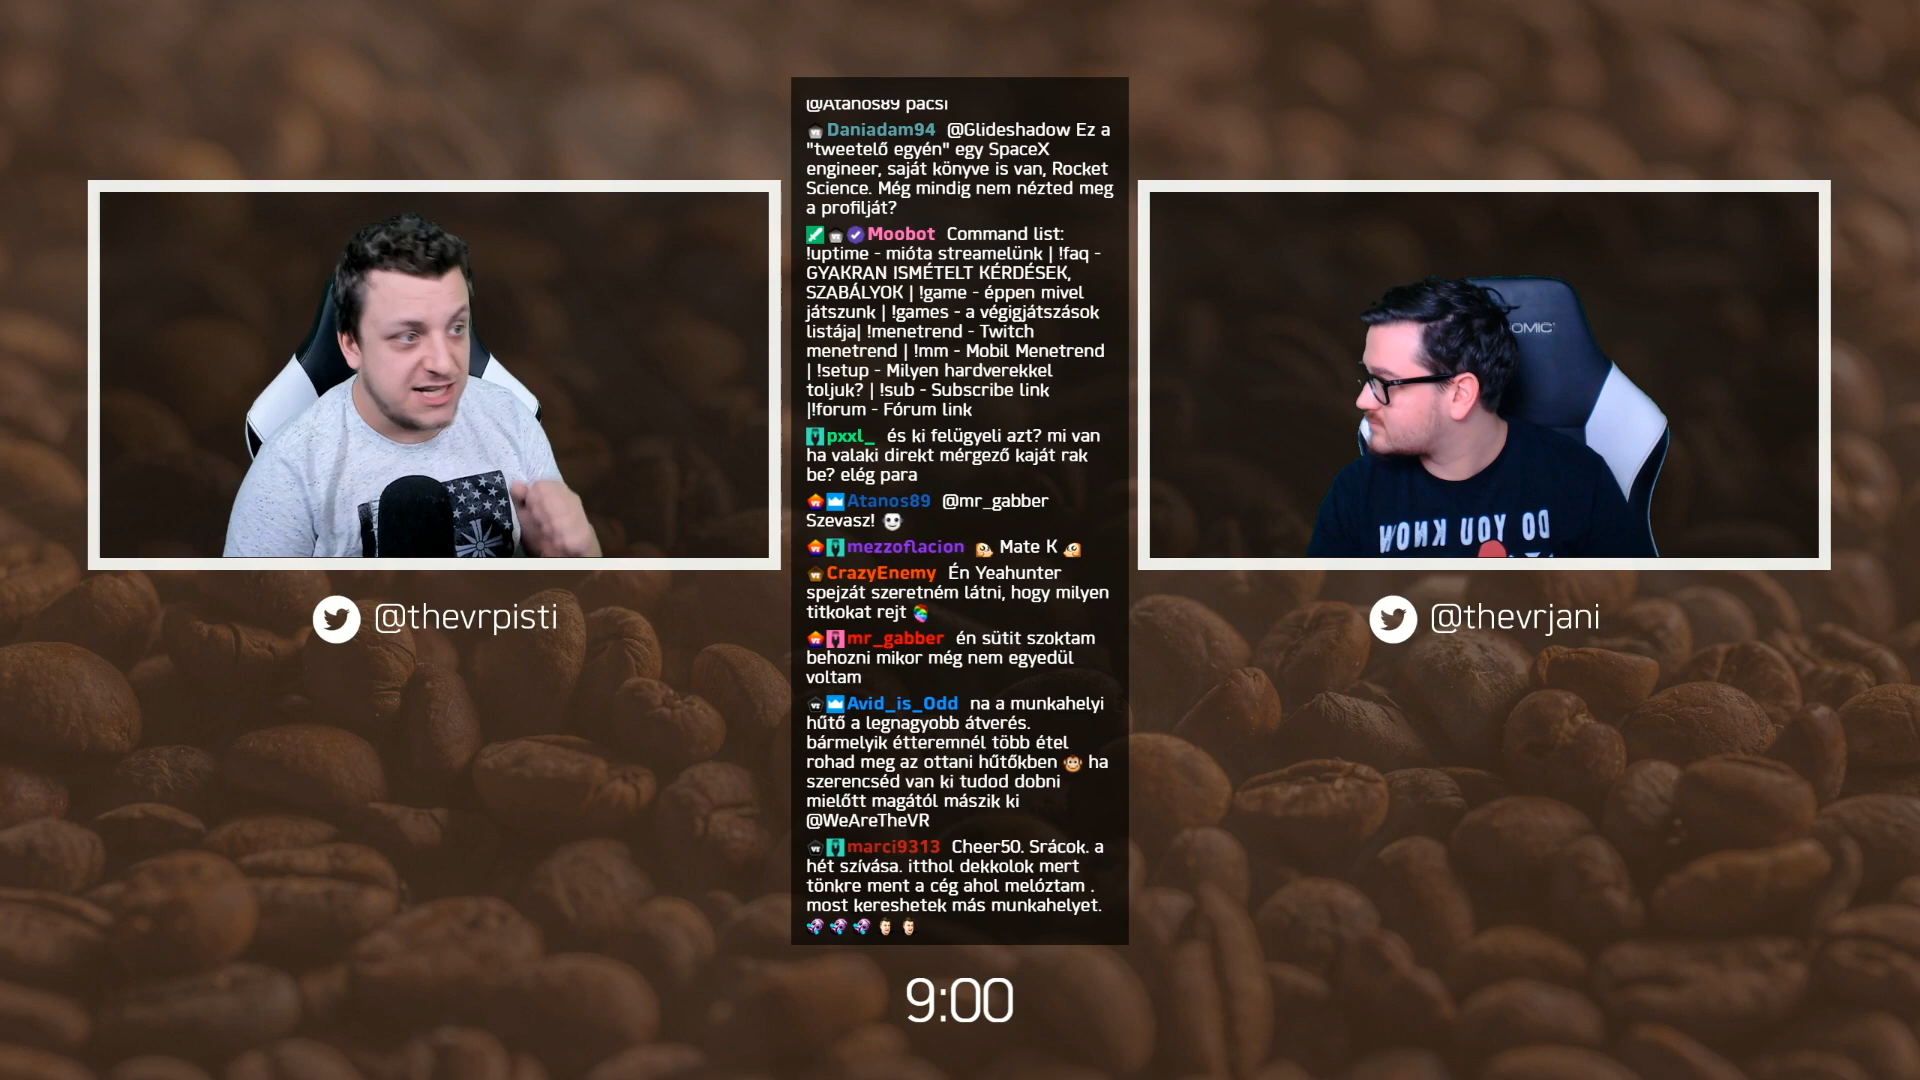 @Atanos89 pacsi
Daniadam94 @Glideshadow Ez a
"tweetelő egyén" egy SpaceX
engineer, saját könyve is van, Rocket
Science. Még mindig nem nézted meg
a profilját?
Moobot Command list:
!uptime - mióta streamelünk | !faq -
GYAKRAN ISMÉTELT KÉRDÉSEK,
SZABÁLYOK | !game - éppen mivel
játszunk | !games - a végigjátszások
listája| !menetrend - Twitch
menetrend | !mm - Mobil Menetrend
| !setup - Milyen hardverekkel
toljuk? | !sub - Subscribe link
|!forum - Fórum link
pxxl_ és ki felügyeli azt? mi van
ha valaki direkt mérgező kaját rak
be? elég para
Atanos89 @mr_gabber
Szevasz!
mezzoflacion Mate K
CrazyEnemy Én Yeahunter
spejzát szeretném látni, hogy milyen
titkokat rejt
mr_gabber én sütit szoktam
behozni mikor még nem egyedül
voltam
Avid_is_Odd na a munkahelyi
hűtő a legnagyobb átverés.
bármelyik étteremnél több étel
rohad meg az ottani hűtőkben ha
szerencséd van ki tudod dobni
mielőtt magától mászik ki
@WeAreTheVR
marci9313 Cheer50. Srácok. a
hét szívása. itthol dekkolok mert
tönkre ment a cég ahol melóztam .
most kereshetek más munkahelyet.
@thevrpisti
OMIC
DO YOU KNOW
@thevrjani
9:00